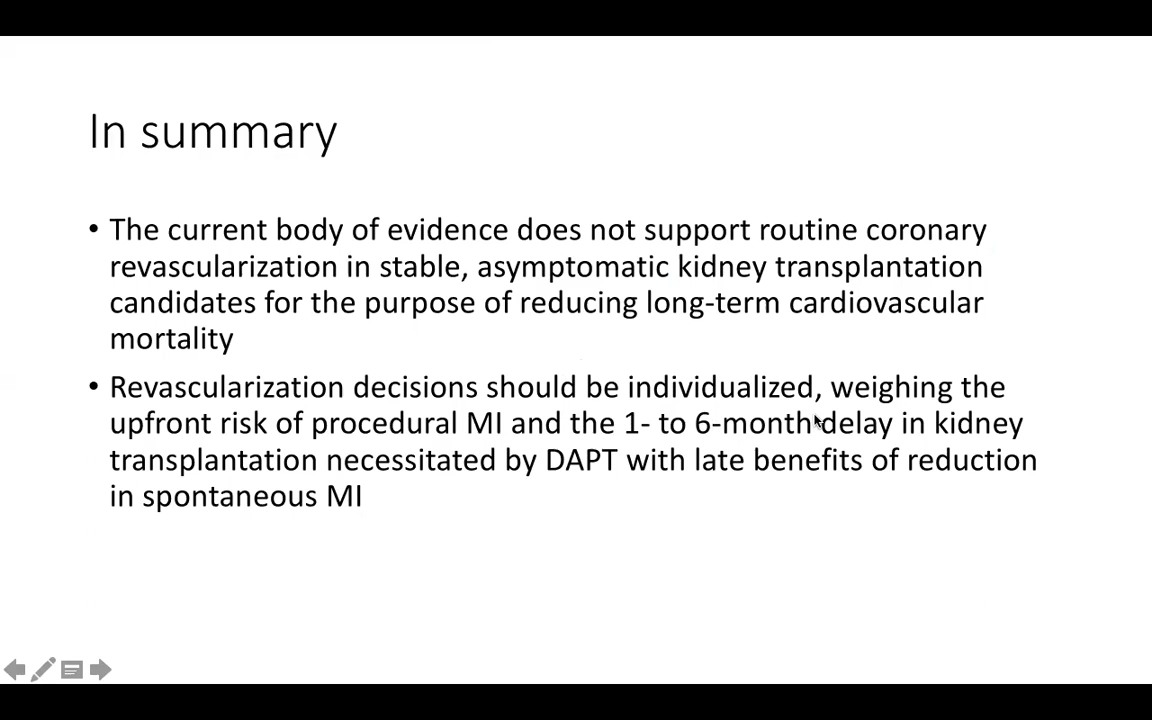 In summary
• The current body of evidence does not support routine coronary
revascularization in stable, asymptomatic kidney transplantation
candidates for the purpose of reducing long-term cardiovascular
mortality
• Revascularization decisions should be individualized, weighing the
upfront risk of procedural MI and the 1- to 6-month delay in kidney
transplantation necessitated by DAPT with late benefits of reduction
in spontaneous MI